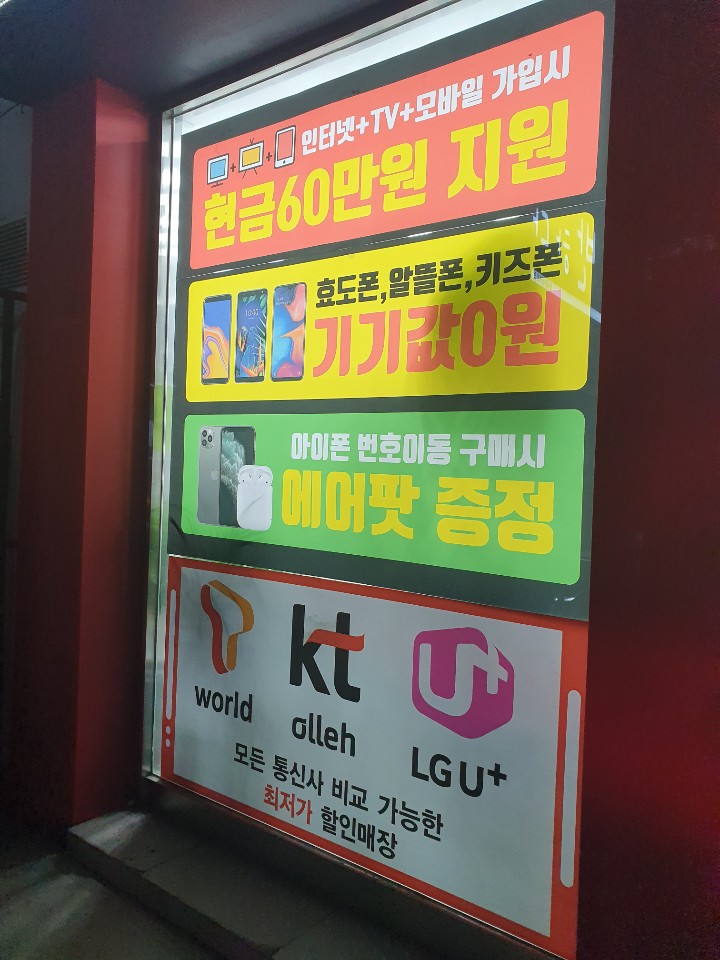 인터넷+TV+모바일 가입시
현금60만원 지원
효도폰,알뜰폰,키즈폰
기기값0원
아이폰 번호이동 구매시
에어팟 증정
T world
kt
olleh
U+
LG U+
모든 통신사 비교 가능한
최저가 할인매장